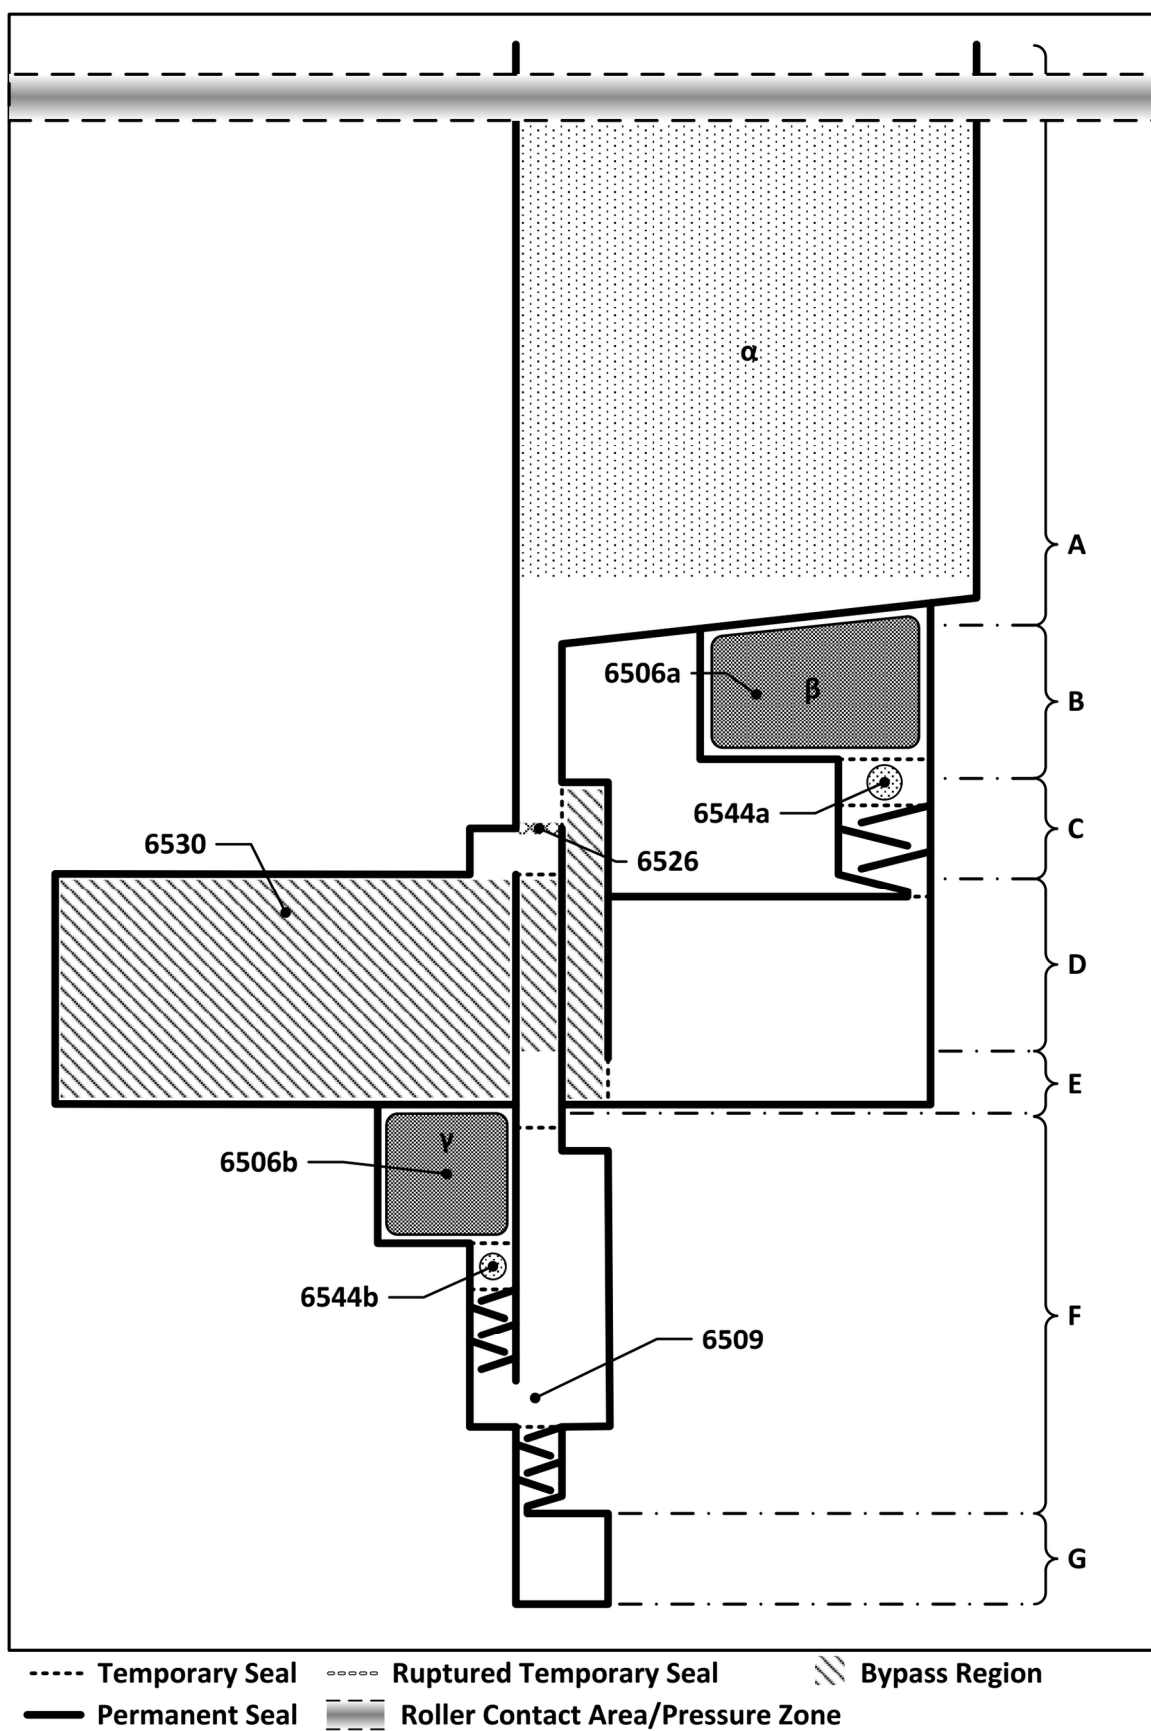 α
A
β
6506a
B
6544a
C
6530
6526
D
E
γ
6506b
6544b
F
6509
G
Temporary Seal Ruptured Temporary Seal Bypass Region
Permanent Seal Roller Contact Area/Pressure Zone